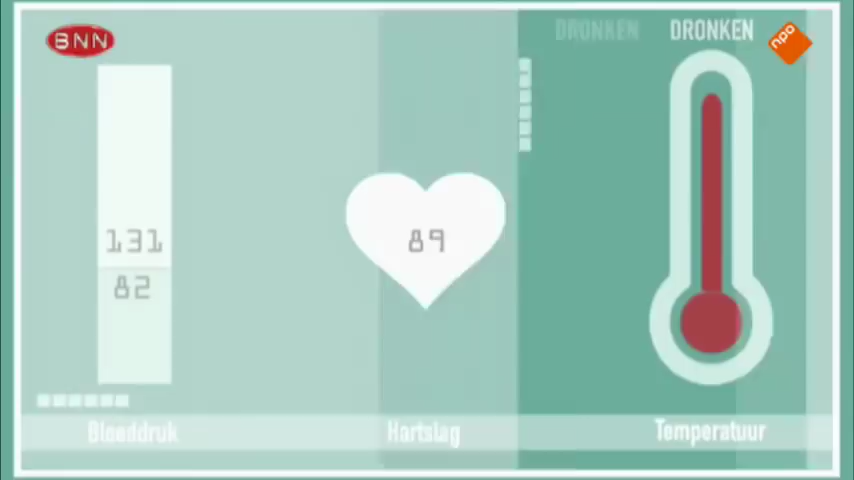 BNN
DRONKEN DRONKEN
npo
131
82
89
Bloeddruk Hartslag Temperatuur